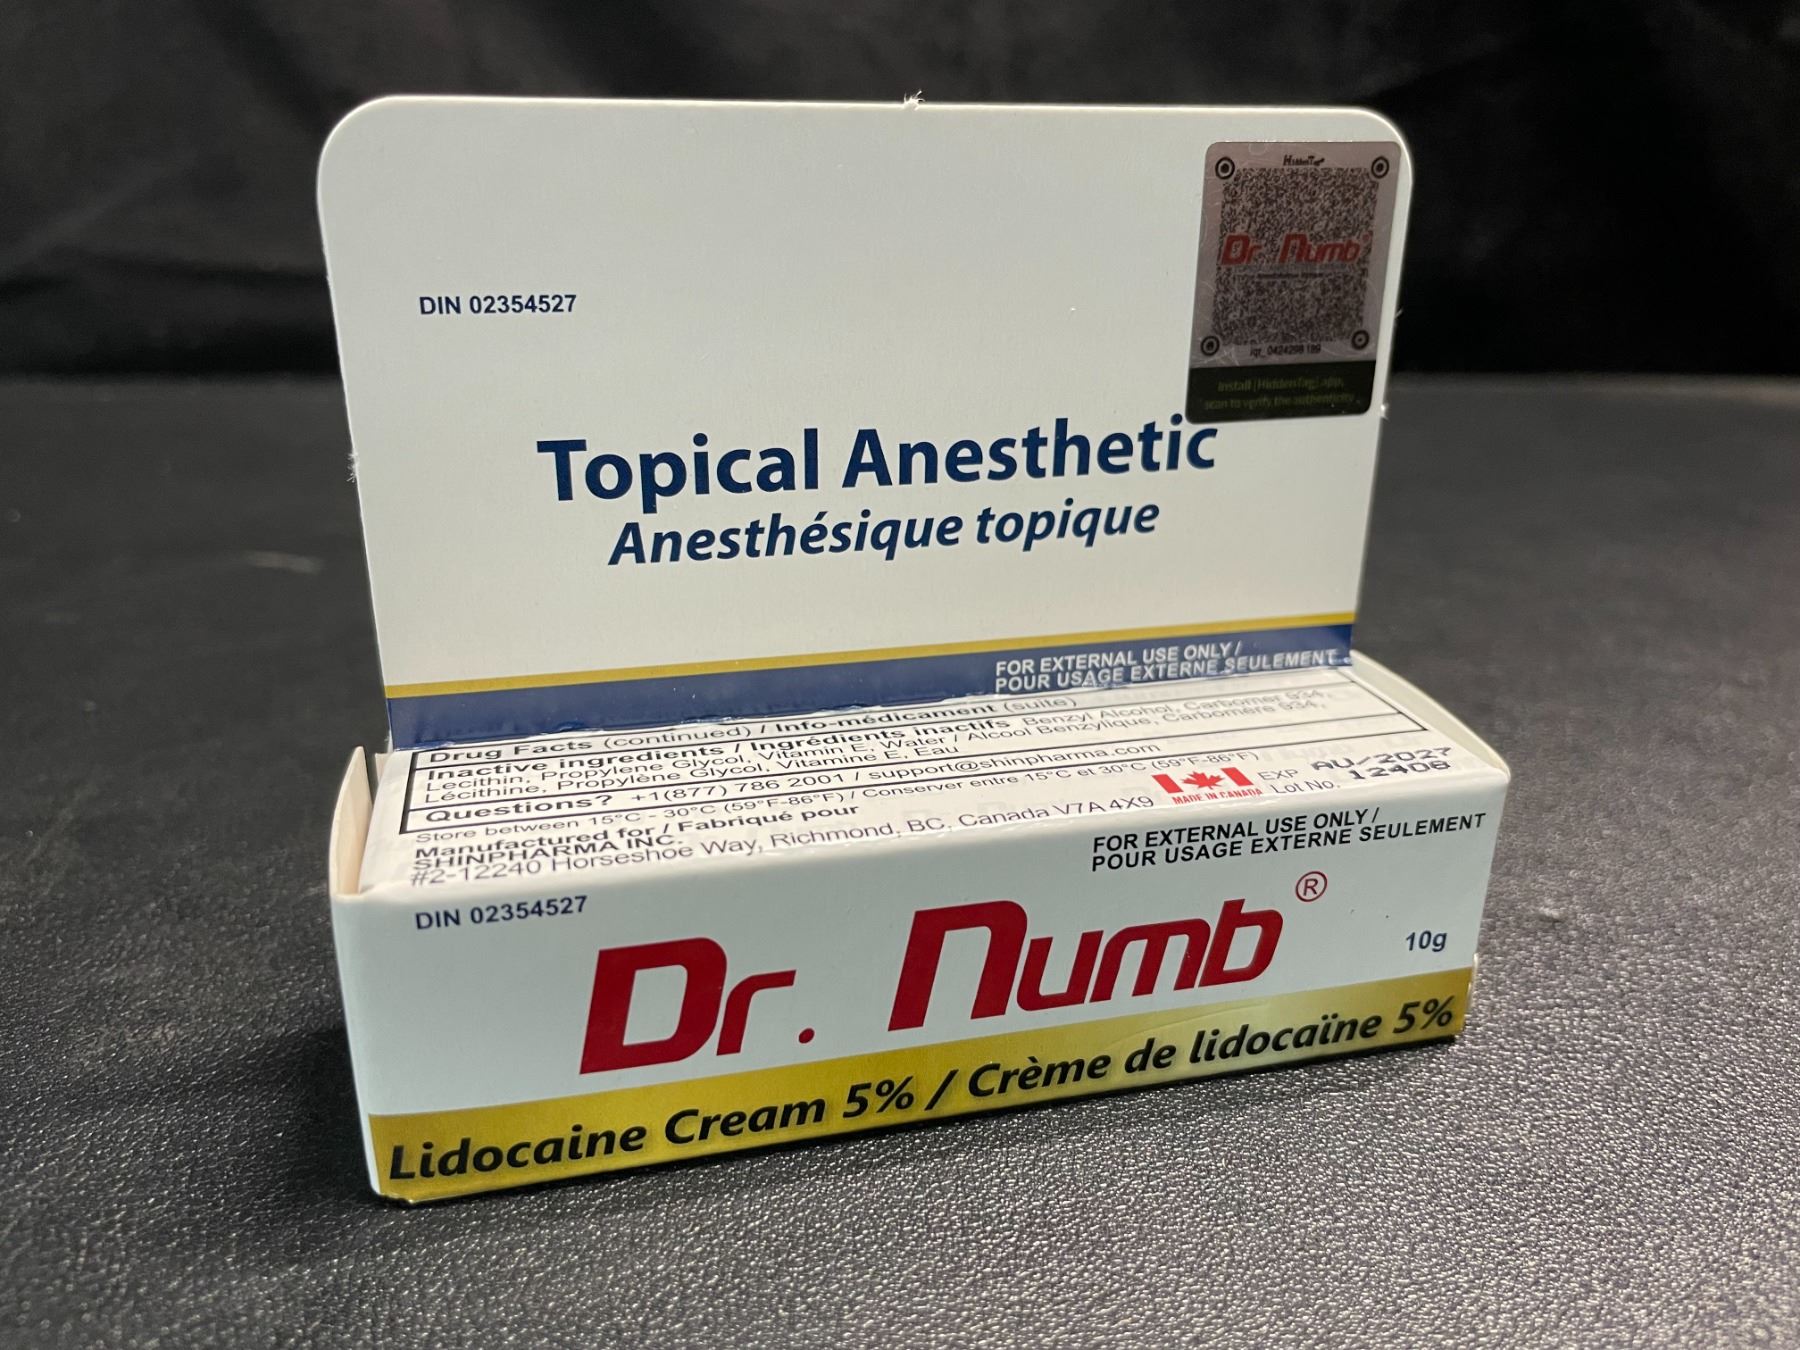 HiddenTag®
Dr. Numb®
iqr_0424298189
Install [HiddenTag] app,
scan to verify the authenticity.
DIN 02354527
Topical Anesthetic
Anesthésique topique
FOR EXTERNAL USE ONLY /
POUR USAGE EXTERNE SEULEMENT
Drug Facts (continued) / Info-médicament (suite)
Inactive ingredients / Ingrédients inactifs Benzyl Alcohol, Carbomer 934,
Lecithin, Propylene Glycol, Vitamin E, Water / Alcool Benzylique, Carbomère 934,
Lécithine, Propylène Glycol, Vitamine E, Eau
Questions? +1(877) 786 2001 / support@shinpharma.com
Store between 15°C - 30°C (59°F-86°F) / Conserver entre 15°C et 30°C (59°F-86°F)
Manufactured for / Fabriqué pour
SHINPHARMA INC.
#2-12240 Horseshoe Way, Richmond, BC, Canada V7A 4X9
MADE IN CANADA
EXP AU/2027
Lot No. 12408
FOR EXTERNAL USE ONLY /
POUR USAGE EXTERNE SEULEMENT
DIN 02354527
Dr. Numb®
10g
Lidocaine Cream 5% / Crème de lidocaïne 5%